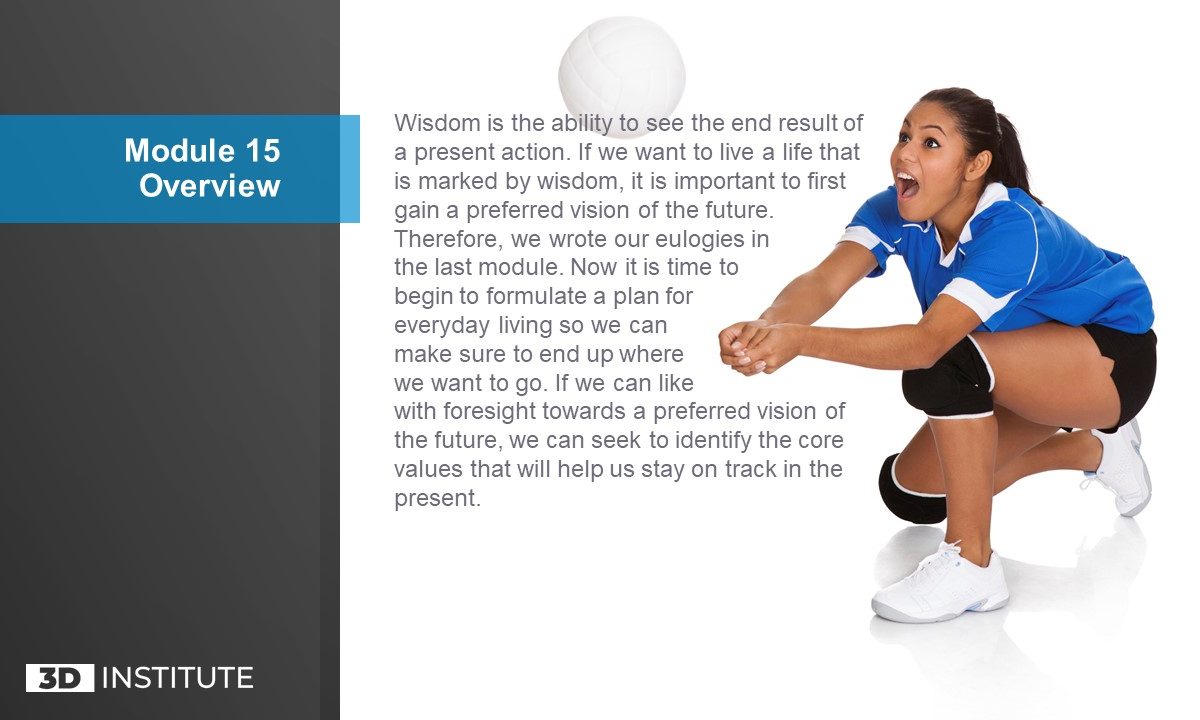 Module 15
Overview
Wisdom is the ability to see the end result of
a present action. If we want to live a life that
is marked by wisdom, it is important to first
gain a preferred vision of the future.
Therefore, we wrote our eulogies in
the last module. Now it is time to
begin to formulate a plan for
everyday living so we can
make sure to end up where
we want to go. If we can like
with foresight towards a preferred vision of
the future, we can seek to identify the core
values that will help us stay on track in the
present.
3D INSTITUTE